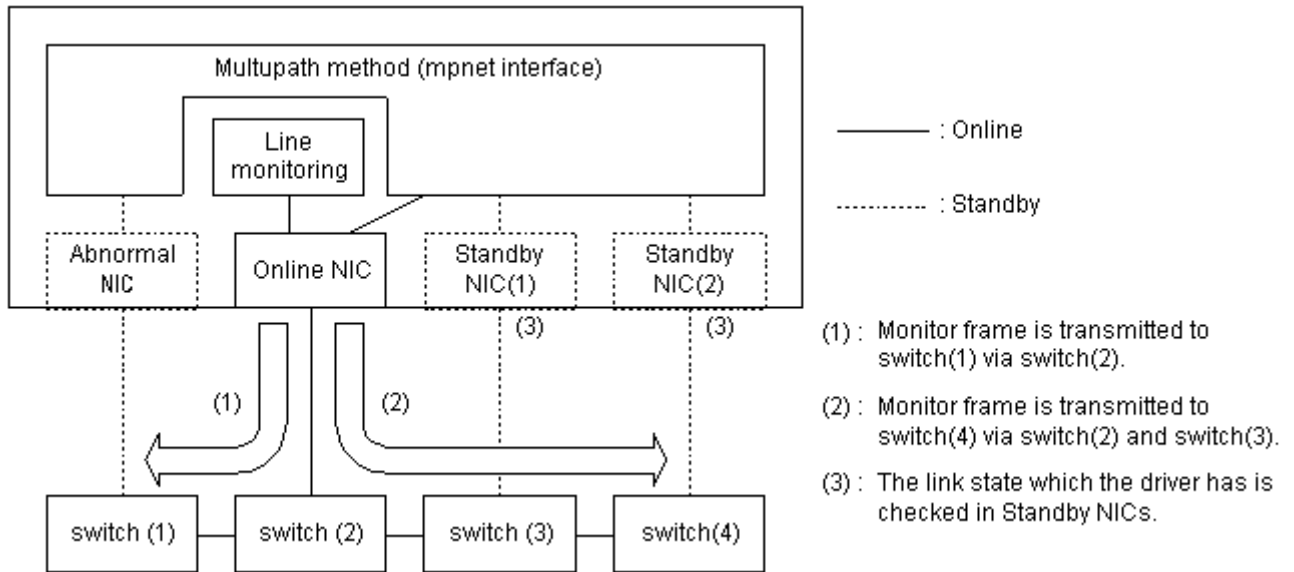 Multupath method (mpnet interface)
Line
monitoring
Abnormal
NIC
Online NIC
Standby
NIC(1)
Standby
NIC(2)
(3)
(3)
(1)
(2)
switch (1)
switch (2)
switch (3)
switch(4)
: Online
: Standby
(1) : Monitor frame is transmitted to
switch(1) via switch(2).
(2) : Monitor frame is transmitted to
switch(4) via switch(2) and switch(3).
(3) : The link state which the driver has is
checked in Standby NICs.